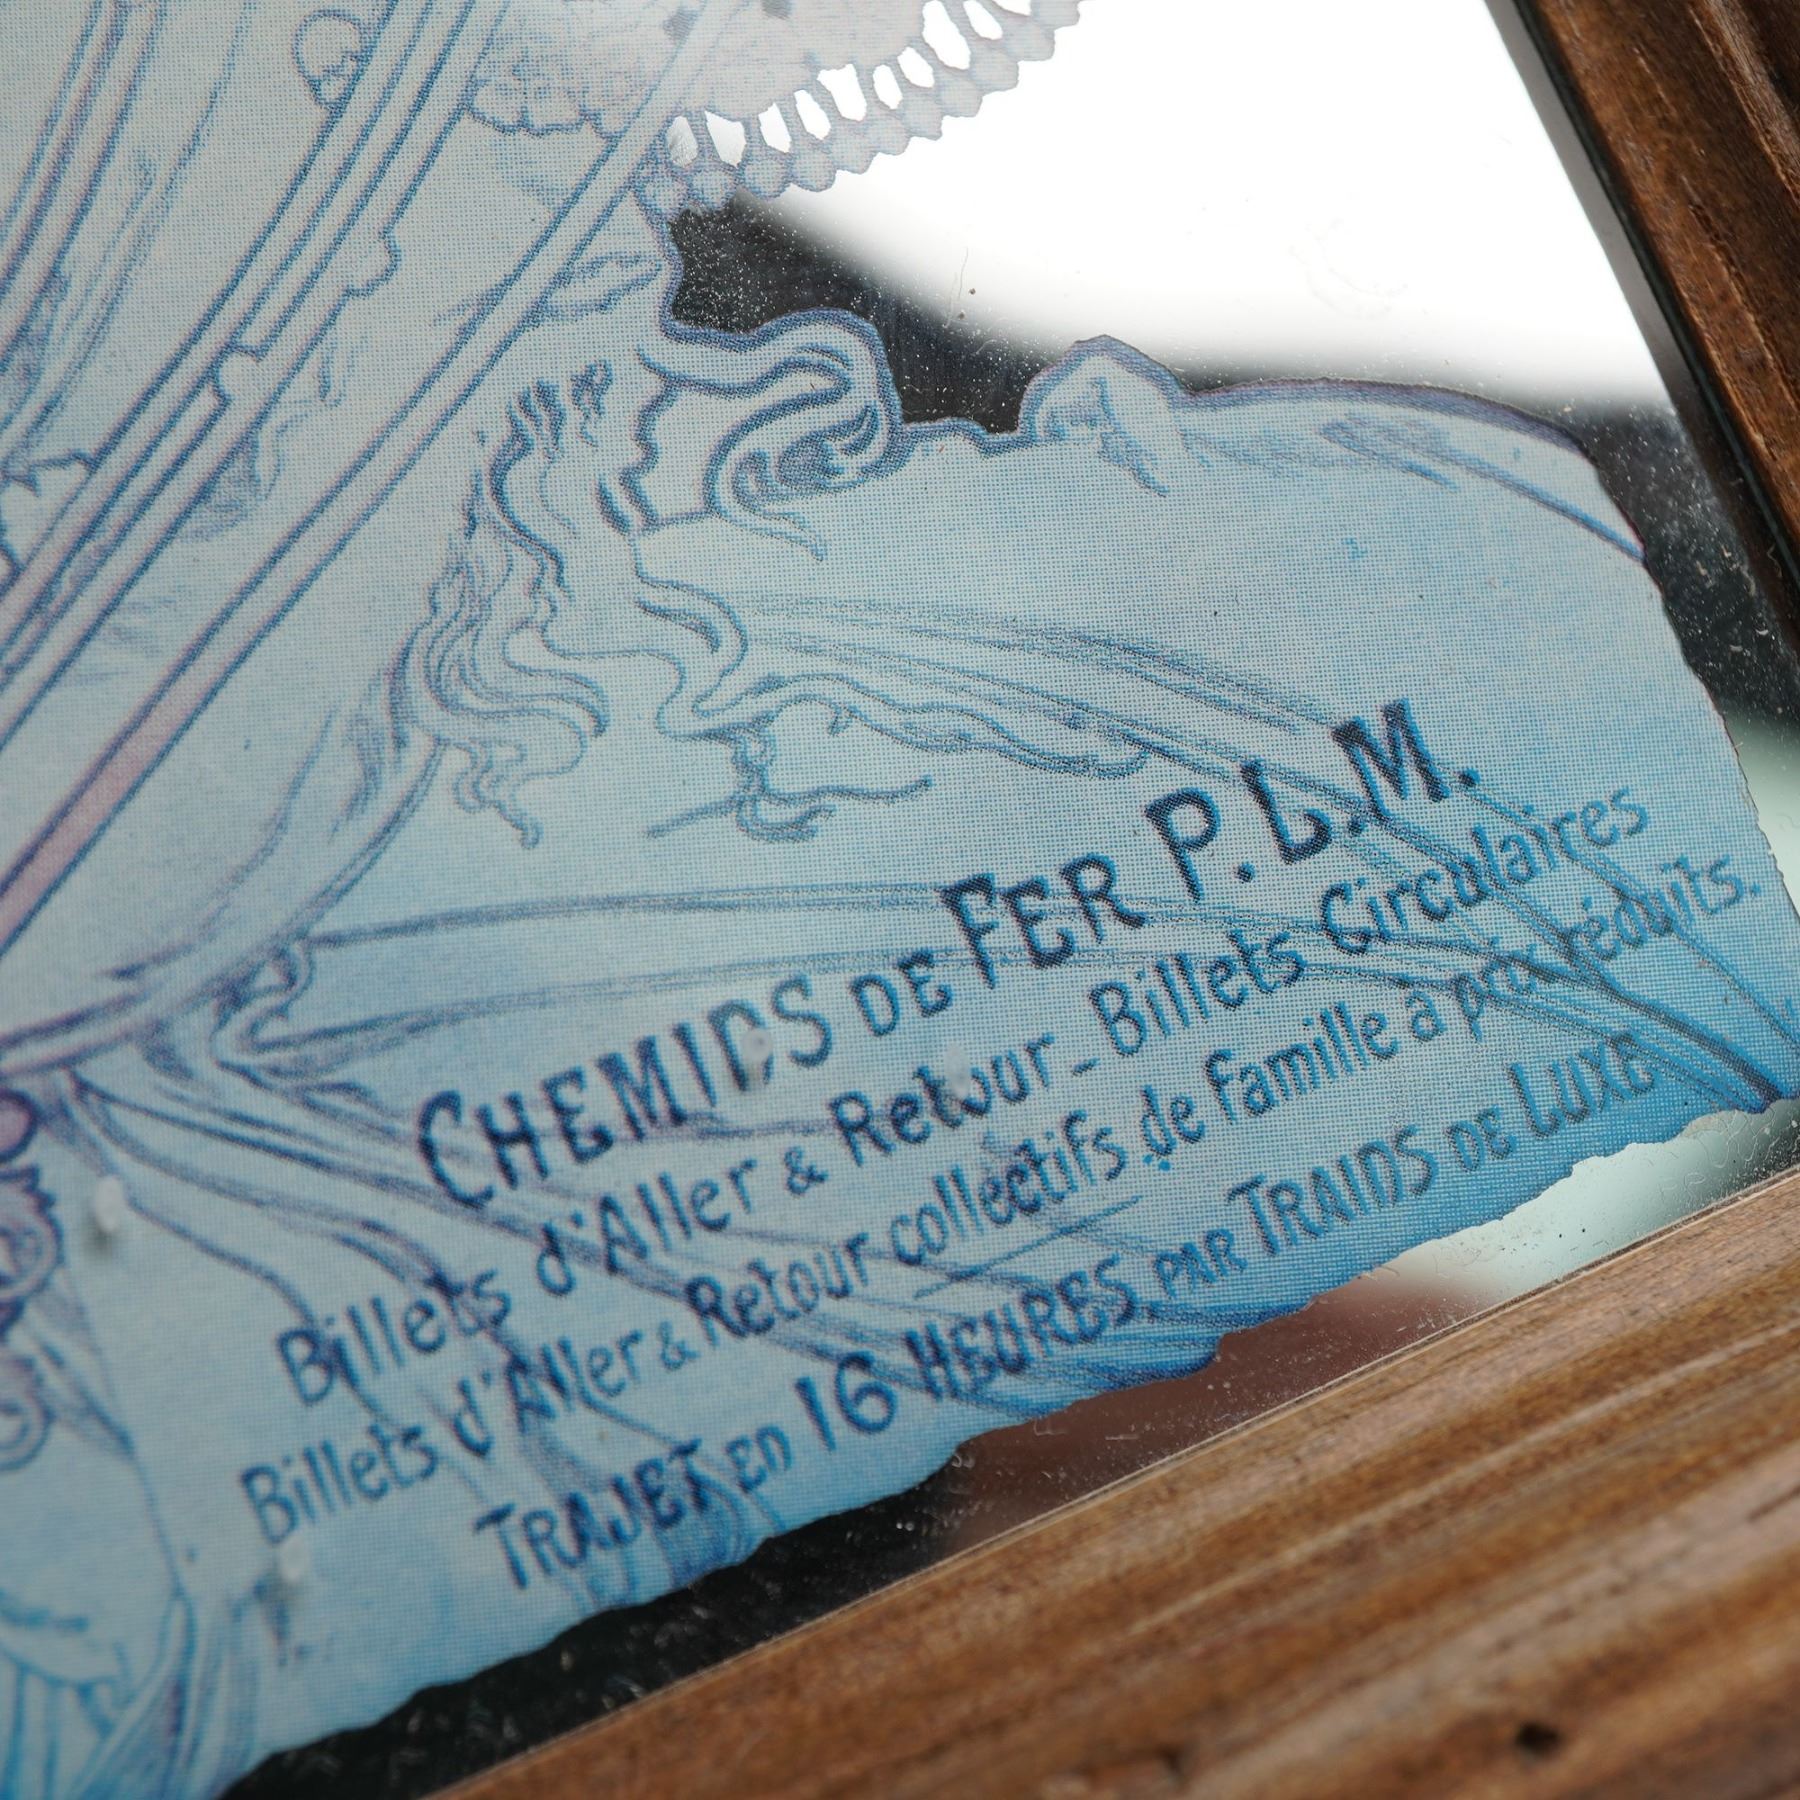 CHEMINS DE FER P.L.M.
Billets d'Aller & Retour - Billets Circulaires
Billets d'Aller & Retour collectifs de famille à prix réduits.
TRAJET EN 16 HEURES, PAR TRAINS DE LUXE